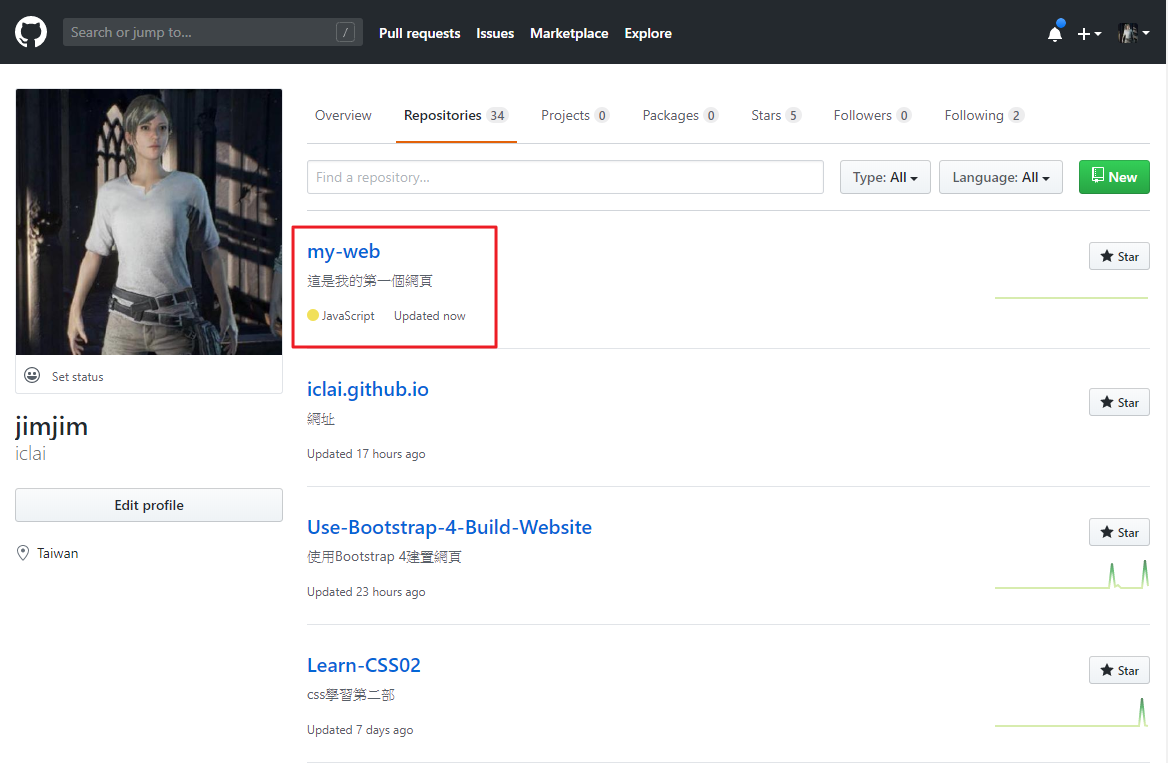 Search or jump to... /
Pull requests Issues Marketplace Explore
Overview Repositories 34 Projects 0 Packages 0 Stars 5 Followers 0 Following 2
Find a repository... Type: All Language: All New
my-web
Star
這是我的第一個網頁
JavaScript Updated now
Set status
jimjim
iclai
Edit profile
Taiwan
iclai.github.io
Star
網址
Updated 17 hours ago
Use-Bootstrap-4-Build-Website
Star
使用Bootstrap 4建置網頁
Updated 23 hours ago
Learn-CSS02
Star
css學習第二部
Updated 7 days ago